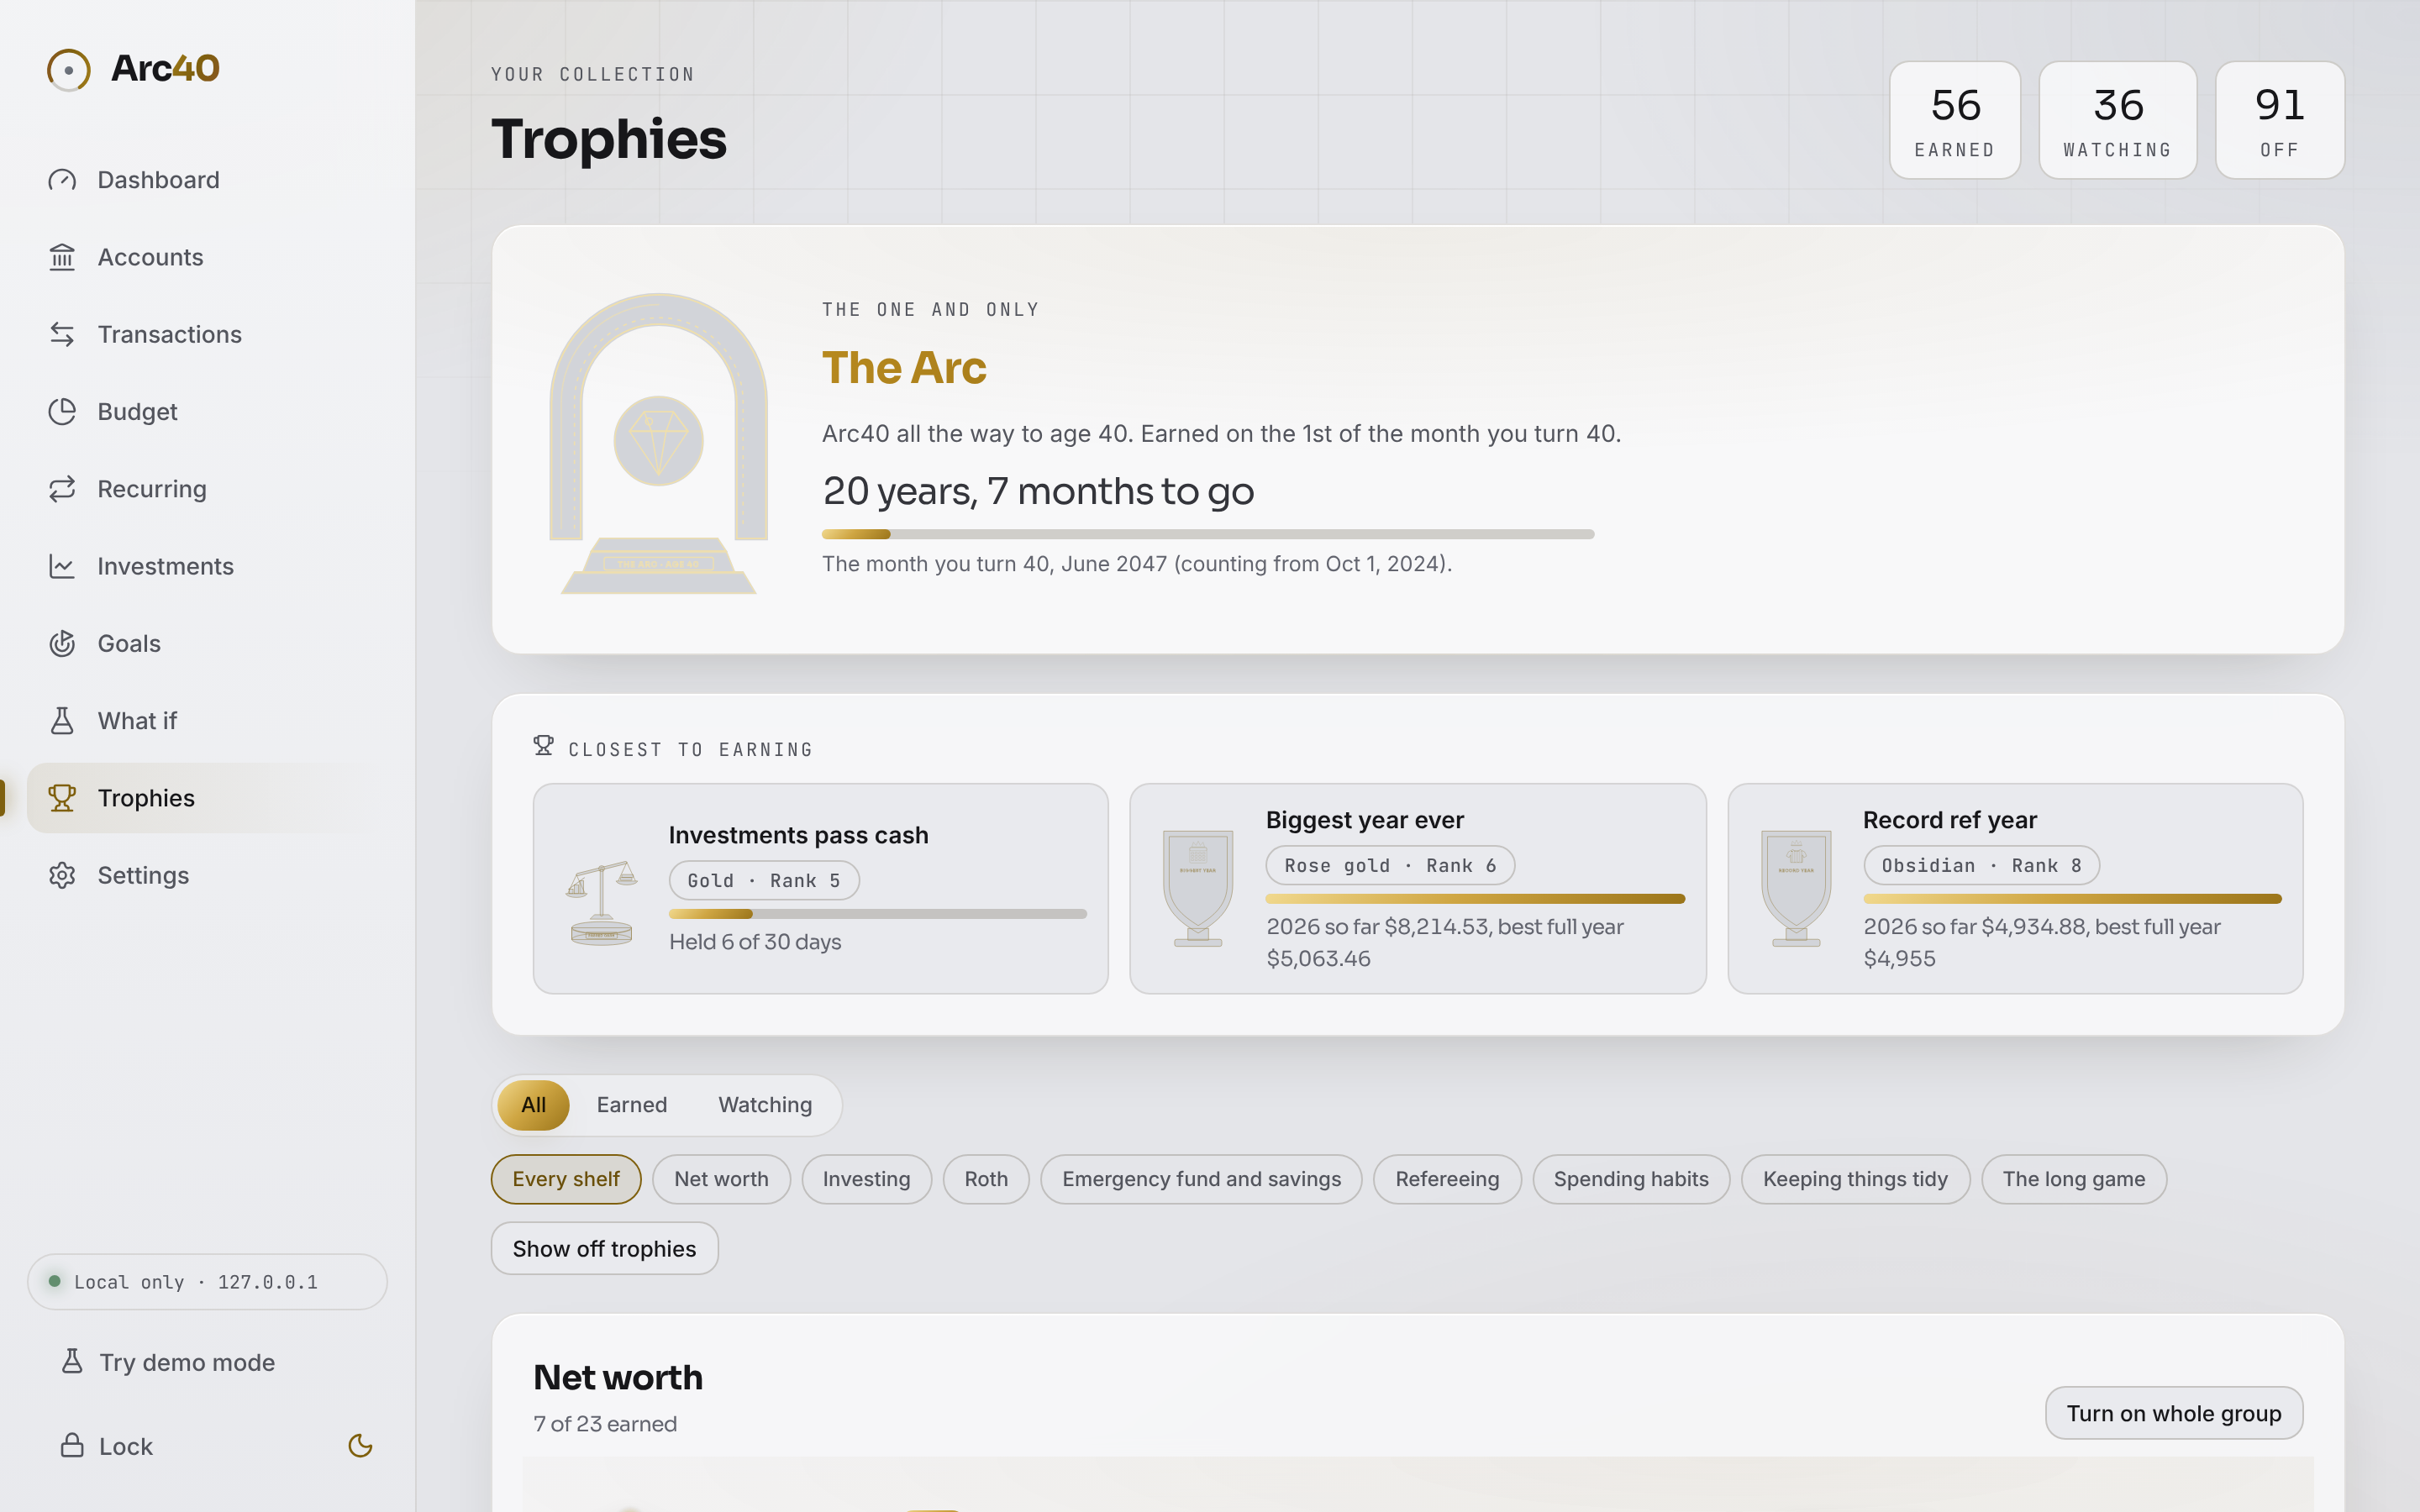 Arc40
Dashboard
Accounts
Transactions
Budget
Recurring
Investments
Goals
What if
Trophies
Settings
Local only · 127.0.0.1
Try demo mode
Lock
YOUR COLLECTION
Trophies
56
EARNED
36
WATCHING
91
OFF
THE ARC · AGE 40
THE ONE AND ONLY
The Arc
Arc40 all the way to age 40. Earned on the 1st of the month you turn 40.
20 years, 7 months to go
The month you turn 40, June 2047 (counting from Oct 1, 2024).
CLOSEST TO EARNING
Investments pass cash
Gold · Rank 5
Held 6 of 30 days
BIGGEST YEAR
Biggest year ever
Rose gold · Rank 6
2026 so far $8,214.53, best full year
$5,063.46
RECORD YEAR
Record ref year
Obsidian · Rank 8
2026 so far $4,934.88, best full year
$4,955
All
Earned
Watching
Every shelf
Net worth
Investing
Roth
Emergency fund and savings
Refereeing
Spending habits
Keeping things tidy
The long game
Show off trophies
Net worth
7 of 23 earned
Turn on whole group